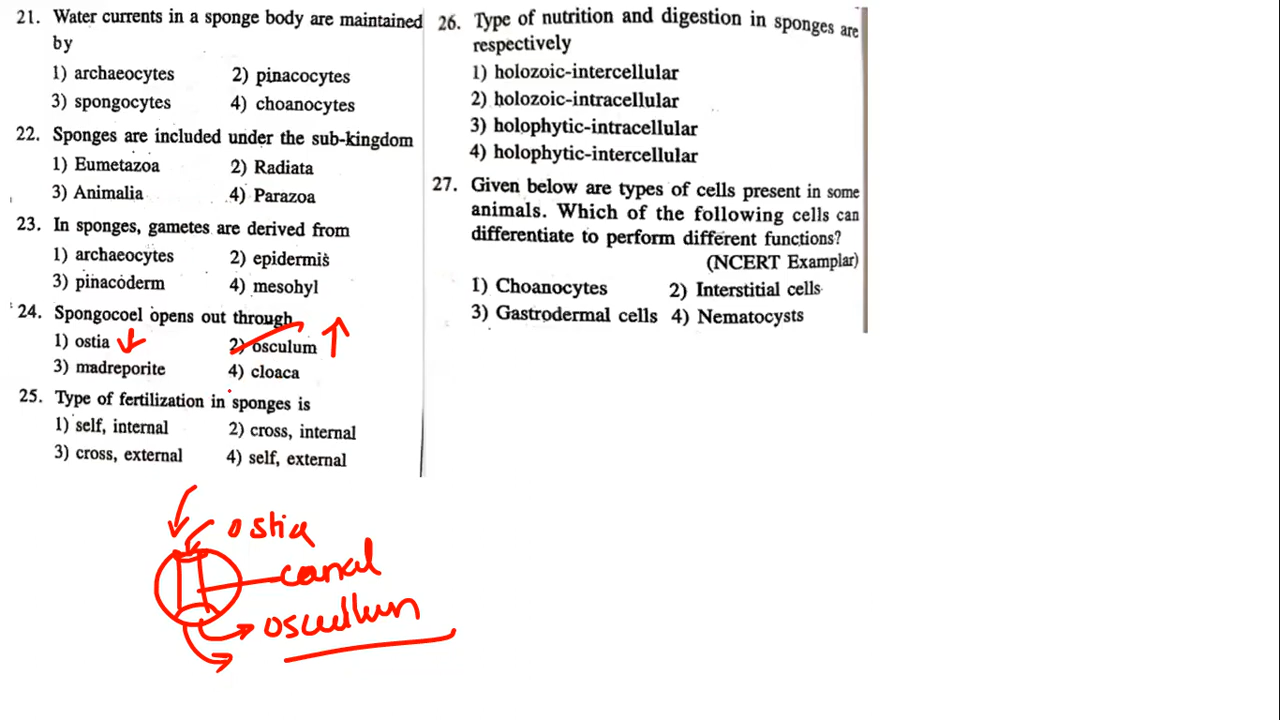 21. Water currents in a sponge body are maintained
by
1) archaeocytes 2) pinacocytes
3) spongocytes 4) choanocytes
22. Sponges are included under the sub-kingdom
1) Eumetazoa 2) Radiata
3) Animalia 4) Parazoa
23. In sponges, gametes are derived from
1) archaeocytes 2) epidermis
3) pinacoderm 4) mesohyl
24. Spongocoel opens out through
1) ostia 2) osculum
3) madreporite 4) cloaca
25. Type of fertilization in sponges is
1) self, internal 2) cross, internal
3) cross, external 4) self, external
ostia
canal
oscullum
26. Type of nutrition and digestion in sponges are
respectively
1) holozoic-intercellular
2) holozoic-intracellular
3) holophytic-intracellular
4) holophytic-intercellular
27. Given below are types of cells present in some
animals. Which of the following cells can
differentiate to perform different functions?
(NCERT Examplar)
1) Choanocytes 2) Interstitial cells
3) Gastrodermal cells 4) Nematocysts